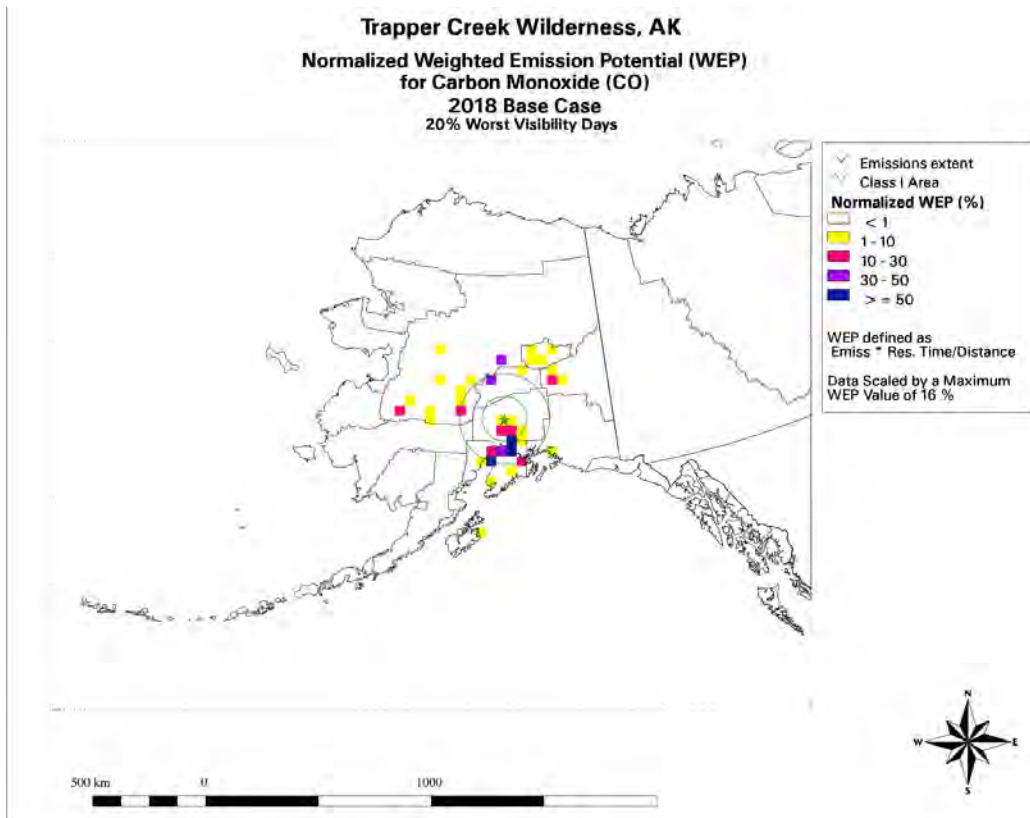 Trapper Creek Wilderness, AK
Normalized Weighted Emission Potential (WEP)
for Carbon Monoxide (CO)
2018 Base Case
20% Worst Visibility Days
Emissions extent
Class I Area
Normalized WEP (%)
< 1
1 - 10
10 - 30
30 - 50
> = 50
WEP defined as
Emiss * Res. Time/Distance
Data Scaled by a Maximum
WEP Value of 16 %
N
W E
S
500 km 0 1000